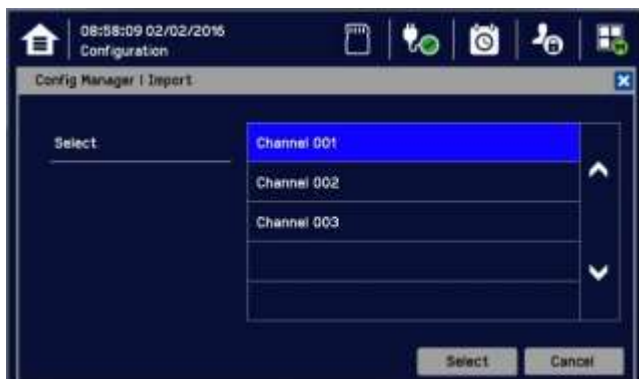 08:58:09 02/02/2016
Configuration
Config Manager | Import
Select
Channel 001
Channel 002
Channel 003
Select
Cancel